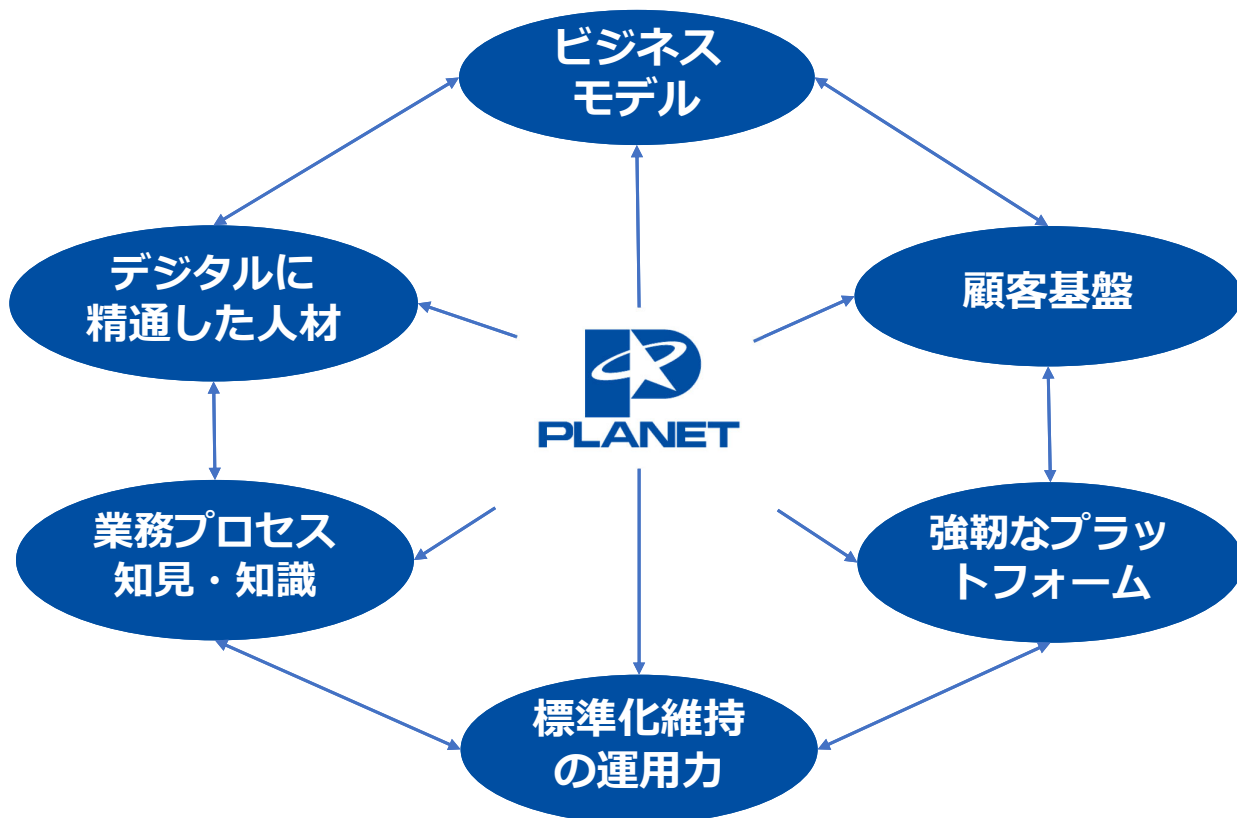 ビジネス
モデル
デジタルに
精通した人材
顧客基盤
PLANET
業務プロセス
知見・知識
強靭なプラッ
トフォーム
標準化維持
の運用力